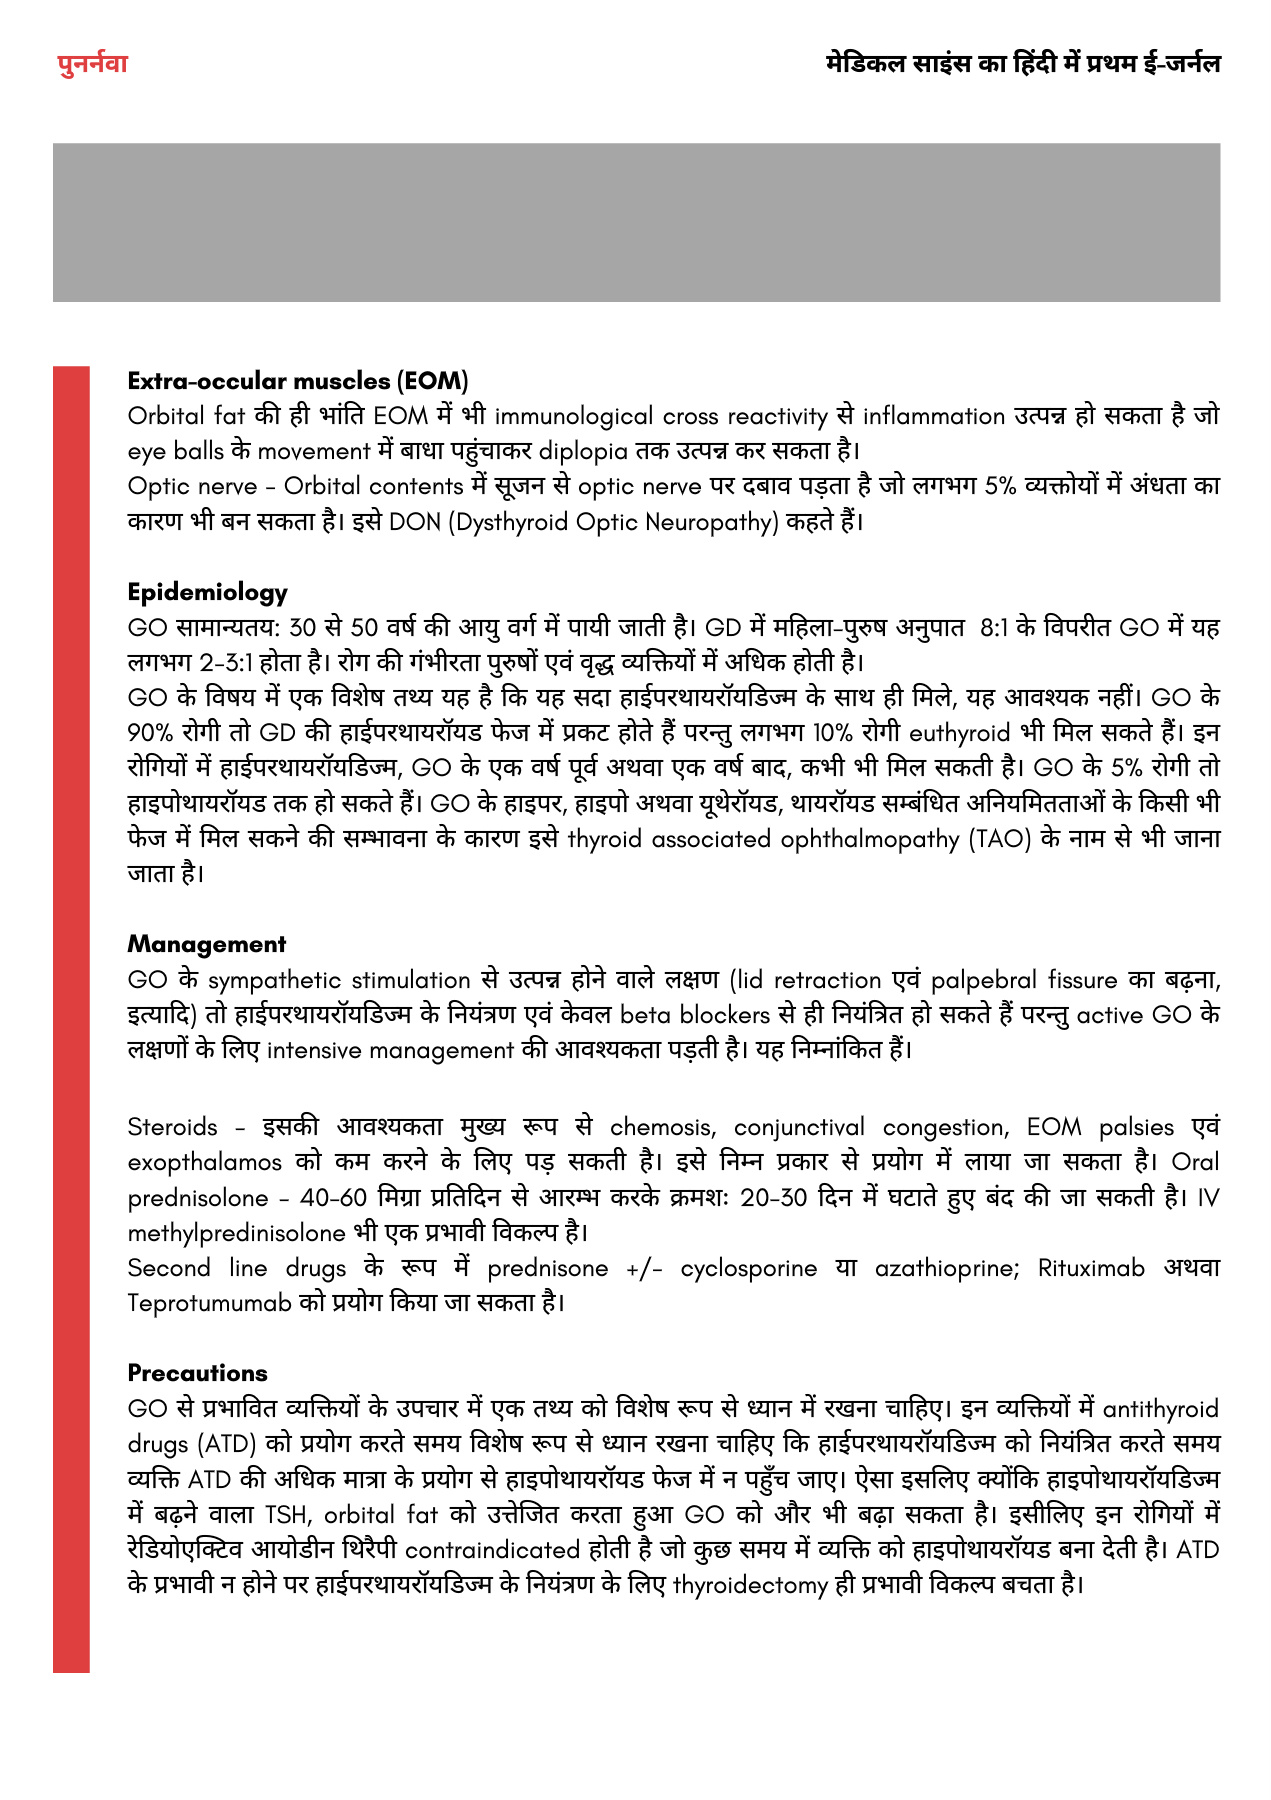 पुनर्नवा
मेडिकल साइंस का हिंदी में प्रथम ई-जर्नल
Extra-occular muscles (EOM)
Orbital fat की ही भांति EOM में भी immunological cross reactivity से inflammation उत्पन्न हो सकता है जो
eye balls के movement में बाधा पहुंचाकर diplopia तक उत्पन्न कर सकता है।
Optic nerve - Orbital contents में सूजन से optic nerve पर दबाव पड़ता है जो लगभग 5% व्यक्तोयों में अंधता का
कारण भी बन सकता है। इसे DON (Dysthyroid Optic Neuropathy) कहते हैं।
Epidemiology
GO सामान्यतय: 30 से 50 वर्ष की आयु वर्ग में पायी जाती है। GD में महिला-पुरुष अनुपात 8:1 के विपरीत GO में यह
लगभग 2-3:1 होता है। रोग की गंभीरता पुरुषों एवं वृद्ध व्यक्तियों में अधिक होती है।
GO के विषय में एक विशेष तथ्य यह है कि यह सदा हाईपरथायरॉयडिज्म के साथ ही मिले, यह आवश्यक नहीं। GO के
90% रोगी तो GD की हाईपरथायरॉयड फेज में प्रकट होते हैं परन्तु लगभग 10% रोगी euthyroid भी मिल सकते हैं। इन
रोगियों में हाईपरथायरॉयडिज्म, GO के एक वर्ष पूर्व अथवा एक वर्ष बाद, कभी भी मिल सकती है। GO के 5% रोगी तो
हाइपोथायरॉयड तक हो सकते हैं। GO के हाइपर, हाइपो अथवा यूथेरॉयड, थायरॉयड सम्बंधित अनियमितताओं के किसी भी
फेज में मिल सकने की सम्भावना के कारण इसे thyroid associated ophthalmopathy (TAO) के नाम से भी जाना
जाता है।
Management
GO के sympathetic stimulation से उत्पन्न होने वाले लक्षण (lid retraction एवं palpebral fissure का बढ़ना,
इत्यादि) तो हाईपरथायरॉयडिज्म के नियंत्रण एवं केवल beta blockers से ही नियंत्रित हो सकते हैं परन्तु active GO के
लक्षणों के लिए intensive management की आवश्यकता पड़ती है। यह निम्नांकित हैं।
Steroids - इसकी आवश्यकता मुख्य रूप से chemosis, conjunctival congestion, EOM palsies एवं
exopthalamos को कम करने के लिए पड़ सकती है। इसे निम्न प्रकार से प्रयोग में लाया जा सकता है। Oral
prednisolone - 40-60 मिग्रा प्रतिदिन से आरम्भ करके क्रमशः 20-30 दिन में घटाते हुए बंद की जा सकती है। IV
methylpredinisolone भी एक प्रभावी विकल्प है।
Second line drugs के रूप में prednisone +/- cyclosporine या azathioprine; Rituximab अथवा
Teprotumumab को प्रयोग किया जा सकता है।
Precautions
GO से प्रभावित व्यक्तियों के उपचार में एक तथ्य को विशेष रूप से ध्यान में रखना चाहिए। इन व्यक्तियों में antithyroid
drugs (ATD) को प्रयोग करते समय विशेष रूप से ध्यान रखना चाहिए कि हाईपरथायरॉयडिज्म को नियंत्रित करते समय
व्यक्ति ATD की अधिक मात्रा के प्रयोग से हाइपोथायरॉयड फेज में न पहुँच जाए। ऐसा इसलिए क्योंकि हाइपोथायरॉयडिज्म
में बढ़ने वाला TSH, orbital fat को उत्तेजित करता हुआ GO को और भी बढ़ा सकता है। इसीलिए इन रोगियों में
रेडियोएक्टिव आयोडीन थिरैपी contraindicated होती है जो कुछ समय में व्यक्ति को हाइपोथायरॉयड बना देती है। ATD
के प्रभावी न होने पर हाईपरथायरॉयडिज्म के नियंत्रण के लिए thyroidectomy ही प्रभावी विकल्प बचता है।